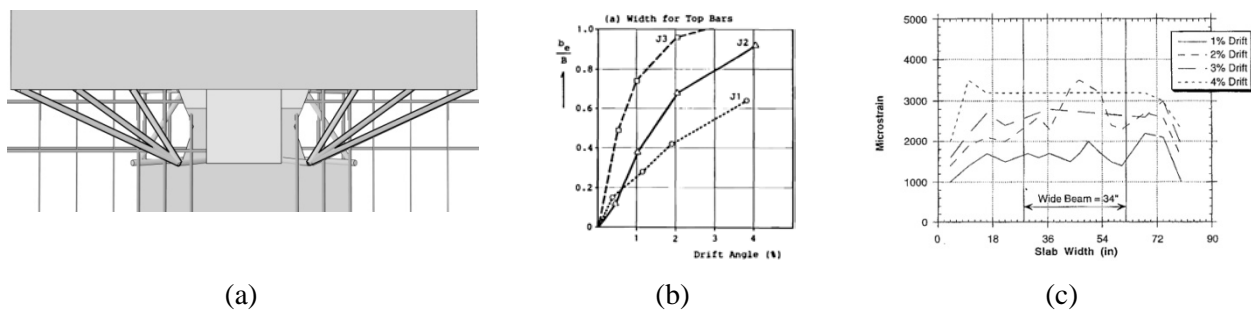 (a) Width for Top Bars
b_e
B
1.0
0.8
0.6
0.4
0.2
0
J3
J2
J1
1 2 3 4
Drift Angle (%)
5000
4000
3000
2000
1000
0
Microstrain
1% Drift
2% Drift
3% Drift
4% Drift
Wide Beam = 34"
0 18 36 54 72 90
Slab Width (in)
(a) (b) (c)